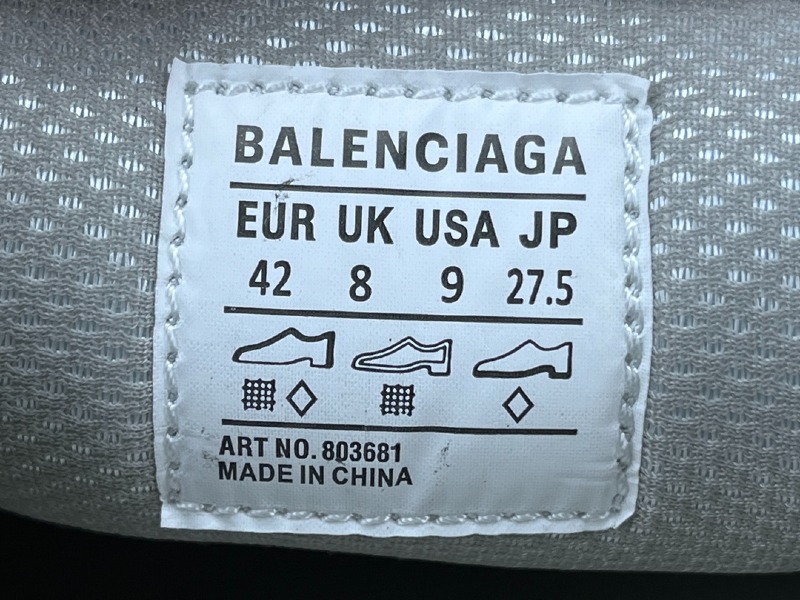 BALENCIAGA
EUR UK USA JP
42 8 9 27.5
ART NO. 803681
MADE IN CHINA